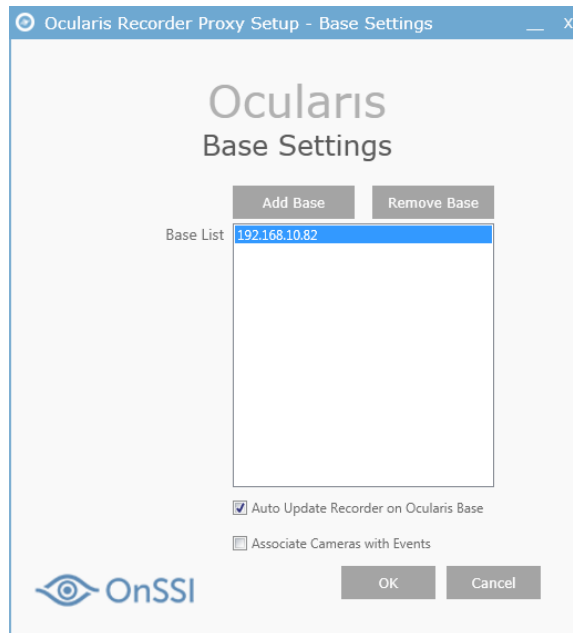 Ocularis Recorder Proxy Setup - Base Settings
Ocularis
Base Settings
Add Base
Remove Base
Base List
192.168.10.82
Auto Update Recorder on Ocularis Base
Associate Cameras with Events
OnSSI
OK
Cancel